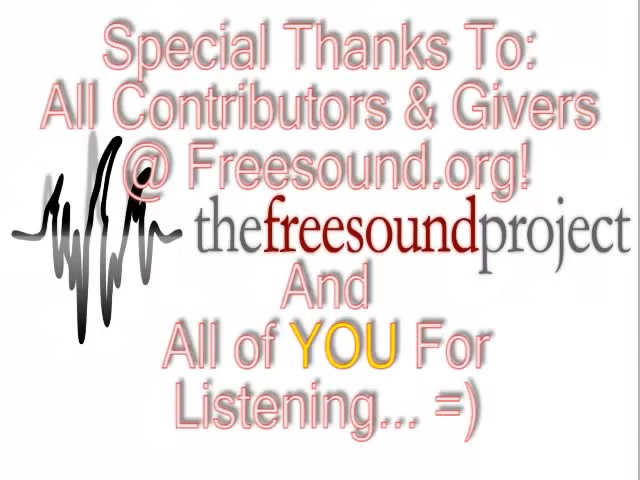 Special Thanks To:
All Contributors & Givers
@ Freesound.org!
thefreesoundproject
And
All of YOU For
Listening... =)